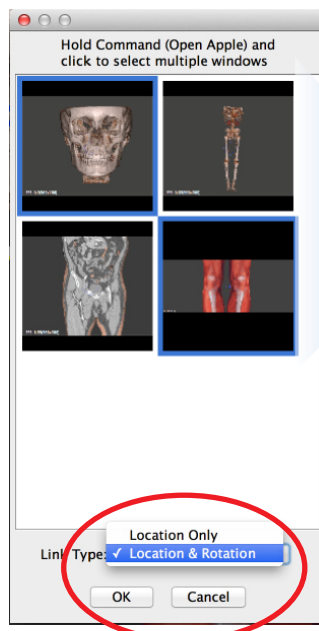 Hold Command (Open Apple) and
click to select multiple windows
Location Only
Link Type: ✓ Location & Rotation
OK Cancel